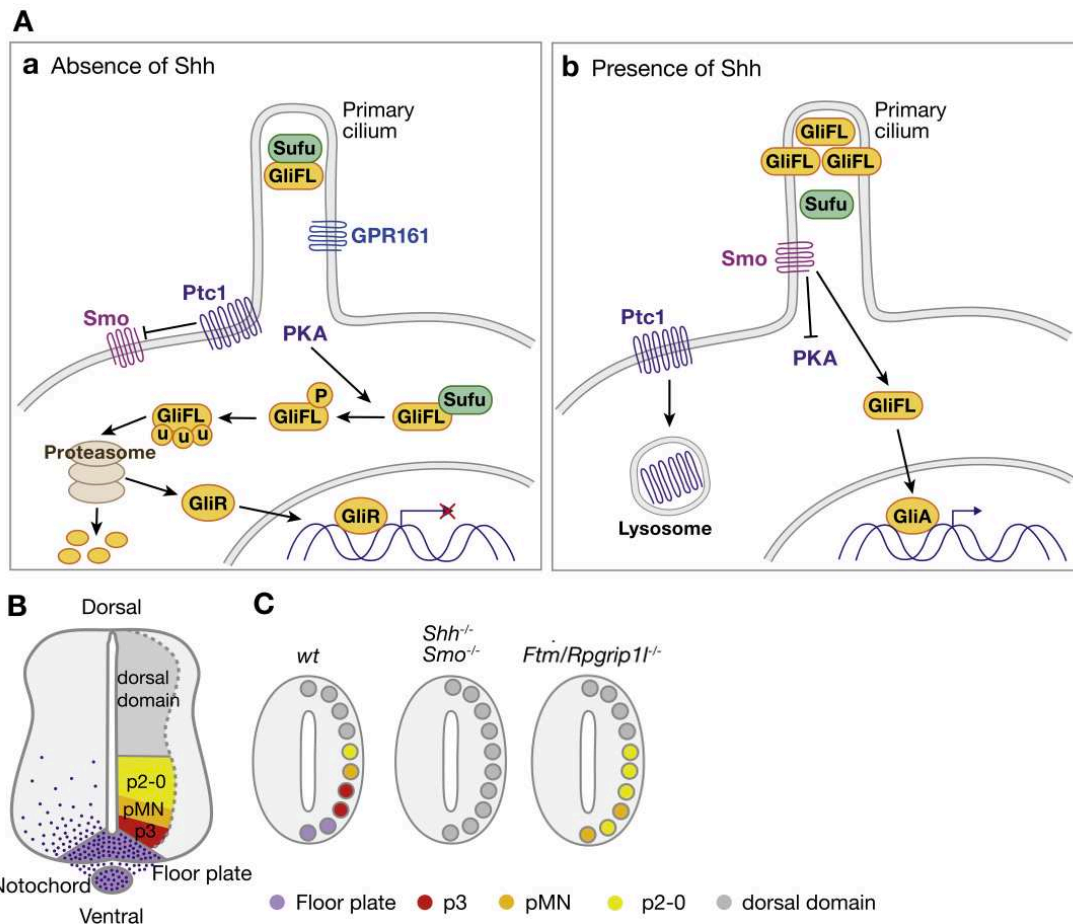 A
a Absence of Shh
Primary
cilium
Sufu
GliFL
GPR161
Ptc1
Smo
PKA
P
GliFL
u u u
GliFL
GliFL
Sufu
Proteasome
GliR
GliR
b Presence of Shh
Primary
cilium
GliFL
GliFL GliFL
Sufu
Smo
Ptc1
PKA
GliFL
Lysosome
GliA
B
Dorsal
dorsal
domain
p2-0
pMN
p3
Floor plate
Notochord
Ventral
C
wt
Shh-/-
Smo-/-
Ftm/Rpgrip1l-/-
Floor plate p3 pMN p2-0 dorsal domain